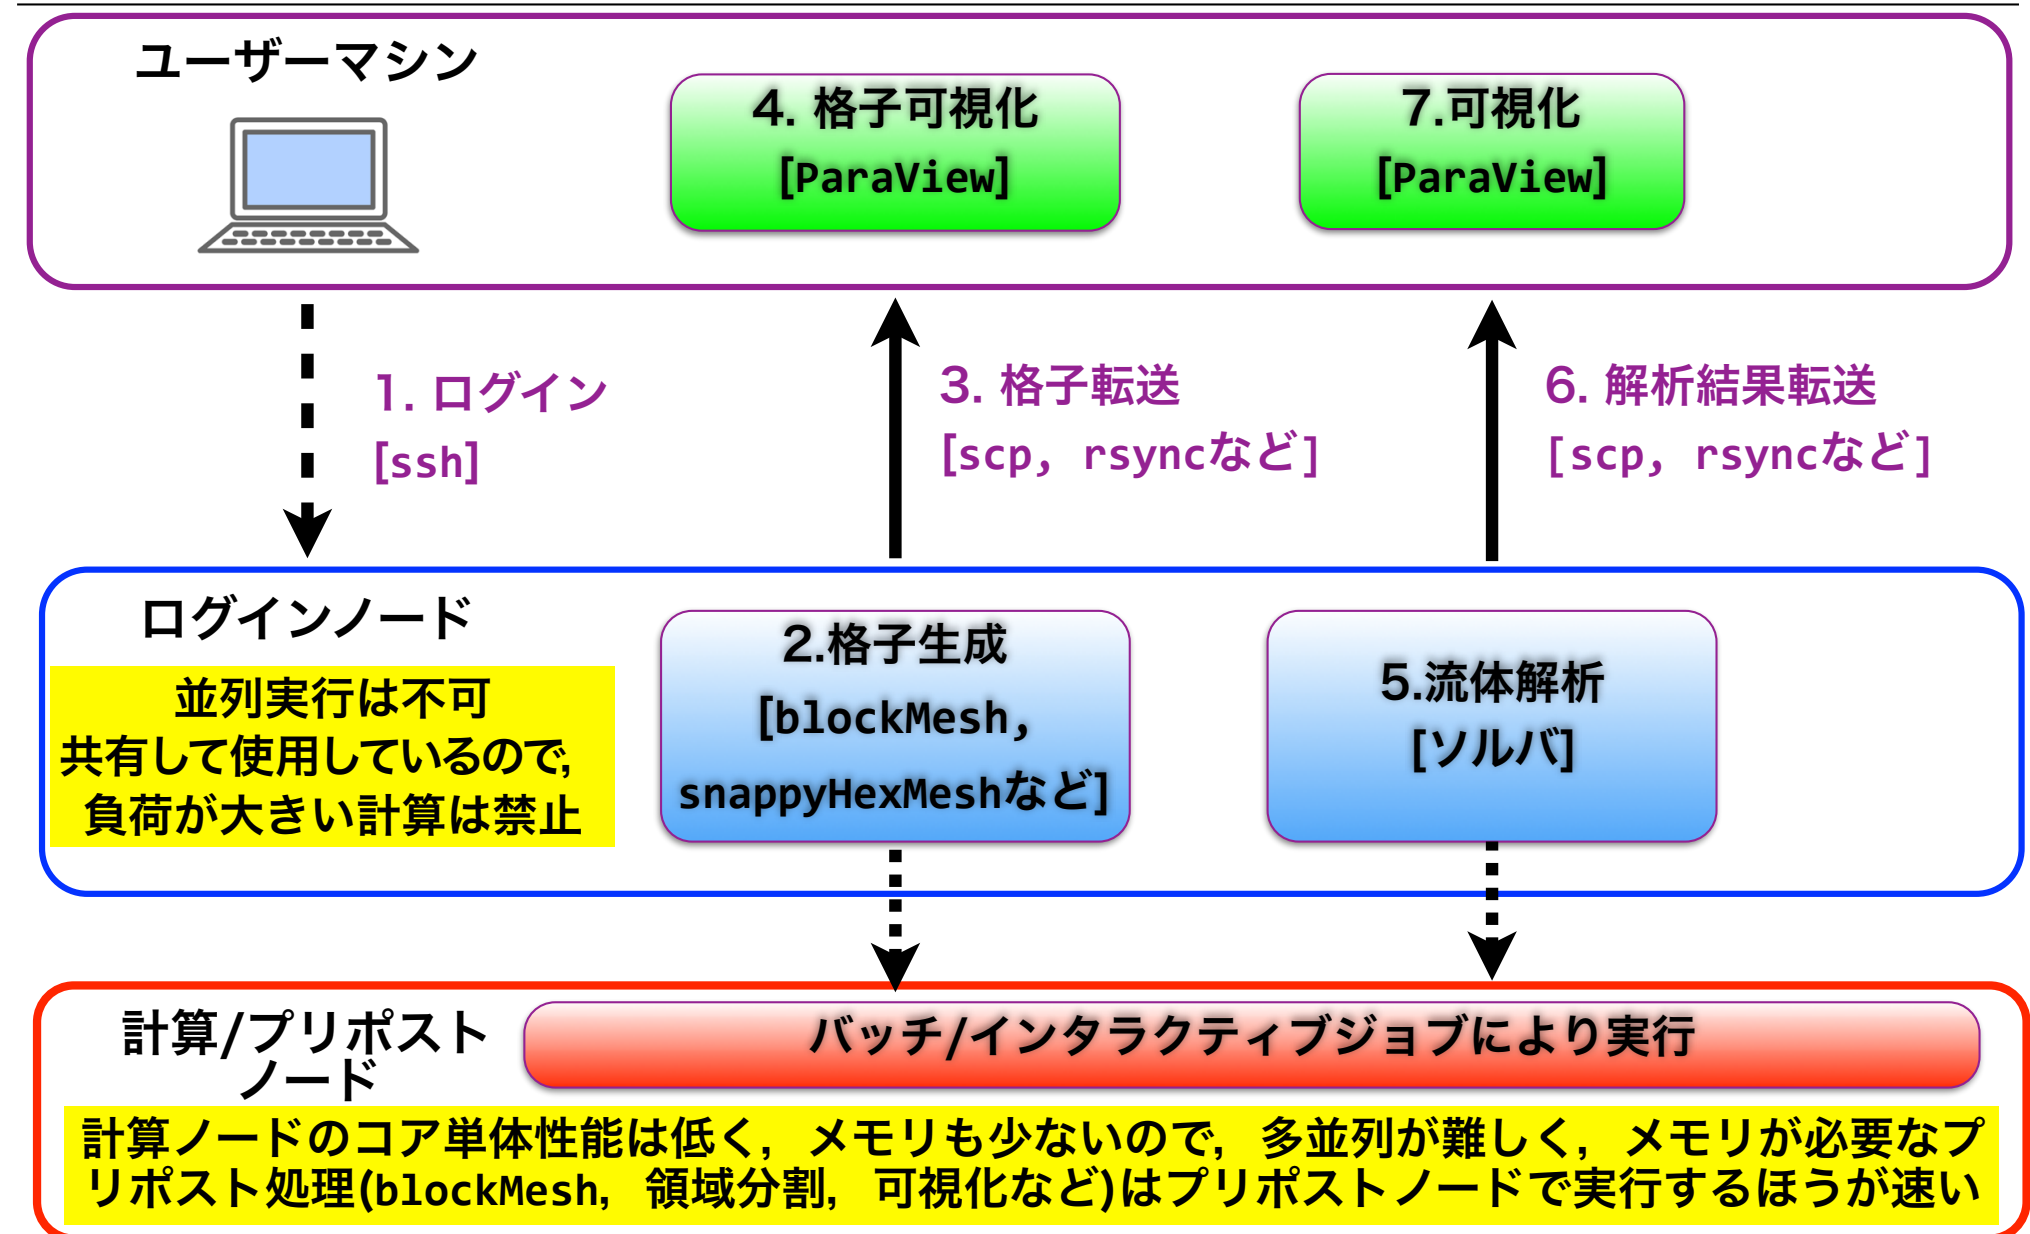 ユーザーマシン
4. 格子可視化
[ParaView]
7.可視化
[ParaView]
1. ログイン
[ssh]
3. 格子転送
[scp, rsyncなど]
6. 解析結果転送
[scp, rsyncなど]
ログインノード
並列実行は不可
共有して使用しているので,
負荷が大きい計算は禁止
2.格子生成
[blockMesh,
snappyHexMeshなど]
5.流体解析
[ソルバ]
計算/プリポスト
ノード
バッチ/インタラクティブジョブにより実行
計算ノードのコア単体性能は低く, メモリも少ないので, 多並列が難しく, メモリが必要なプ
リポスト処理(blockMesh, 領域分割, 可視化など)はプリポストノードで実行するほうが速い